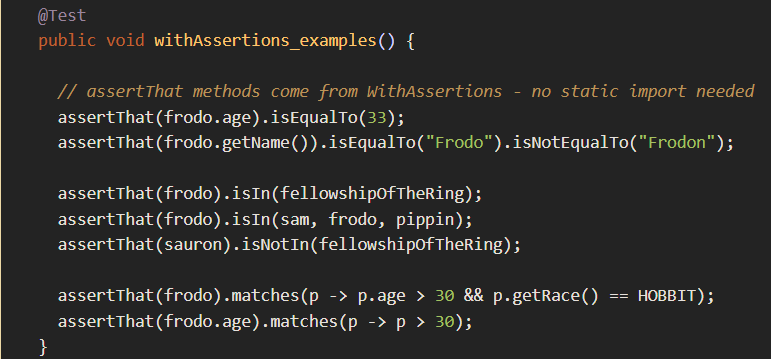 @Test
public void withAssertions_examples() {
// assertThat methods come from WithAssertions - no static import needed
assertThat(frodo.age).isEqualTo(33);
assertThat(frodo.getName()).isEqualTo("Frodo").isNotEqualTo("Frodon");
assertThat(frodo).isIn(fellowshipOfTheRing);
assertThat(frodo).isIn(sam, frodo, pippin);
assertThat(sauron).isNotIn(fellowshipOfTheRing);
assertThat(frodo).matches(p -> p.age > 30 && p.getRace() == HOBBIT);
assertThat(frodo.age).matches(p -> p > 30);
}